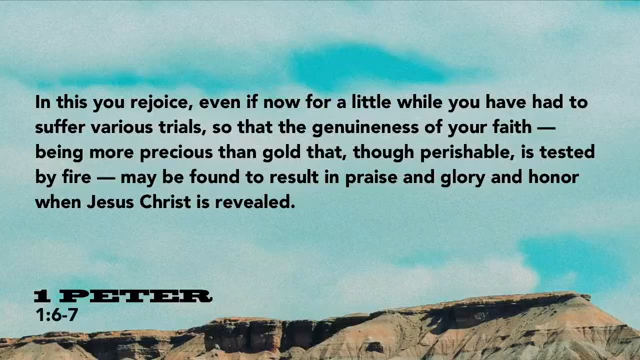 In this you rejoice, even if now for a little while you have had to
suffer various trials, so that the genuineness of your faith —
being more precious than gold that, though perishable, is tested
by fire — may be found to result in praise and glory and honor
when Jesus Christ is revealed.
1 PETER
1:6-7